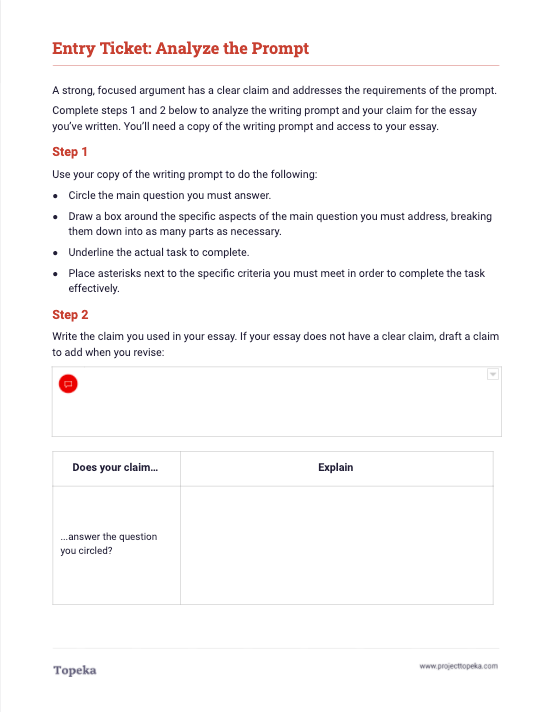 Entry Ticket: Analyze the Prompt
A strong, focused argument has a clear claim and addresses the requirements of the prompt.
Complete steps 1 and 2 below to analyze the writing prompt and your claim for the essay
you've written. You'll need a copy of the writing prompt and access to your essay.
Step 1
Use your copy of the writing prompt to do the following:
● Circle the main question you must answer.
● Draw a box around the specific aspects of the main question you must address, breaking
them down into as many parts as necessary.
● Underline the actual task to complete.
● Place asterisks next to the specific criteria you must meet in order to complete the task
effectively.
Step 2
Write the claim you used in your essay. If your essay does not have a clear claim, draft a claim
to add when you revise:
Does your claim… Explain
...answer the question
you circled?
Topeka www.projecttopeka.com